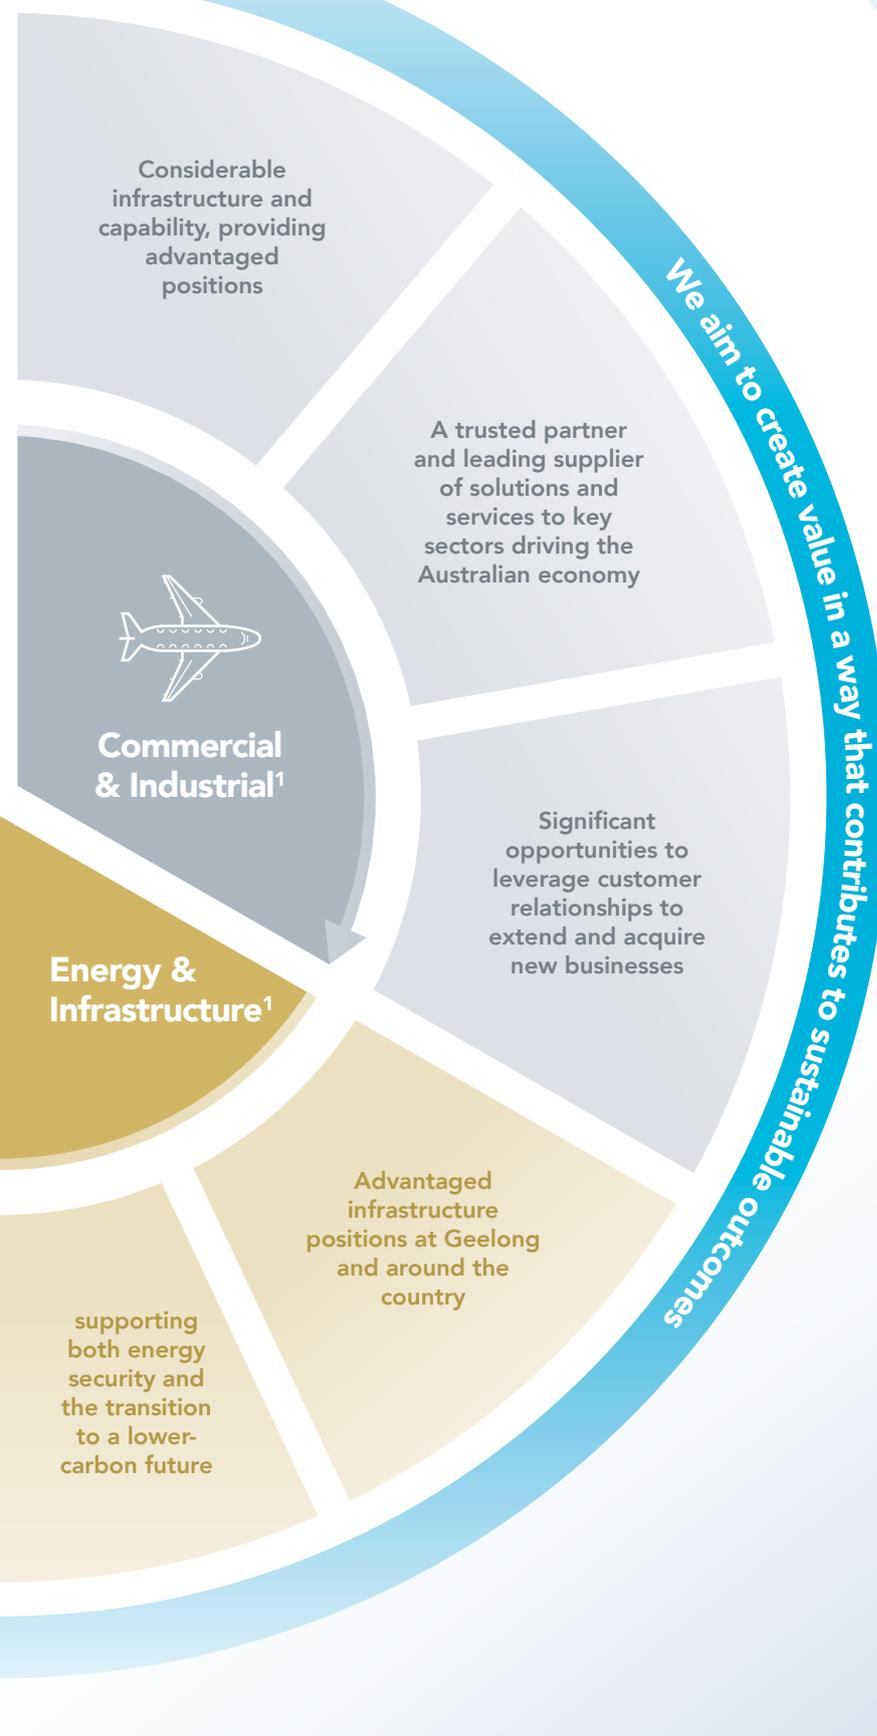 Considerable
infrastructure and
capability, providing
advantaged
positions
A trusted partner
and leading supplier
of solutions and
services to key
sectors driving the
Australian economy
Commercial
& Industrial¹
Significant
opportunities to
leverage customer
relationships to
extend and acquire
new businesses
Energy &
Infrastructure¹
Advantaged
infrastructure
positions at Geelong
and around the
country
supporting
both energy
security and
the transition
to a lower-
carbon future
We aim to create value in a way that contributes to sustainable outcomes